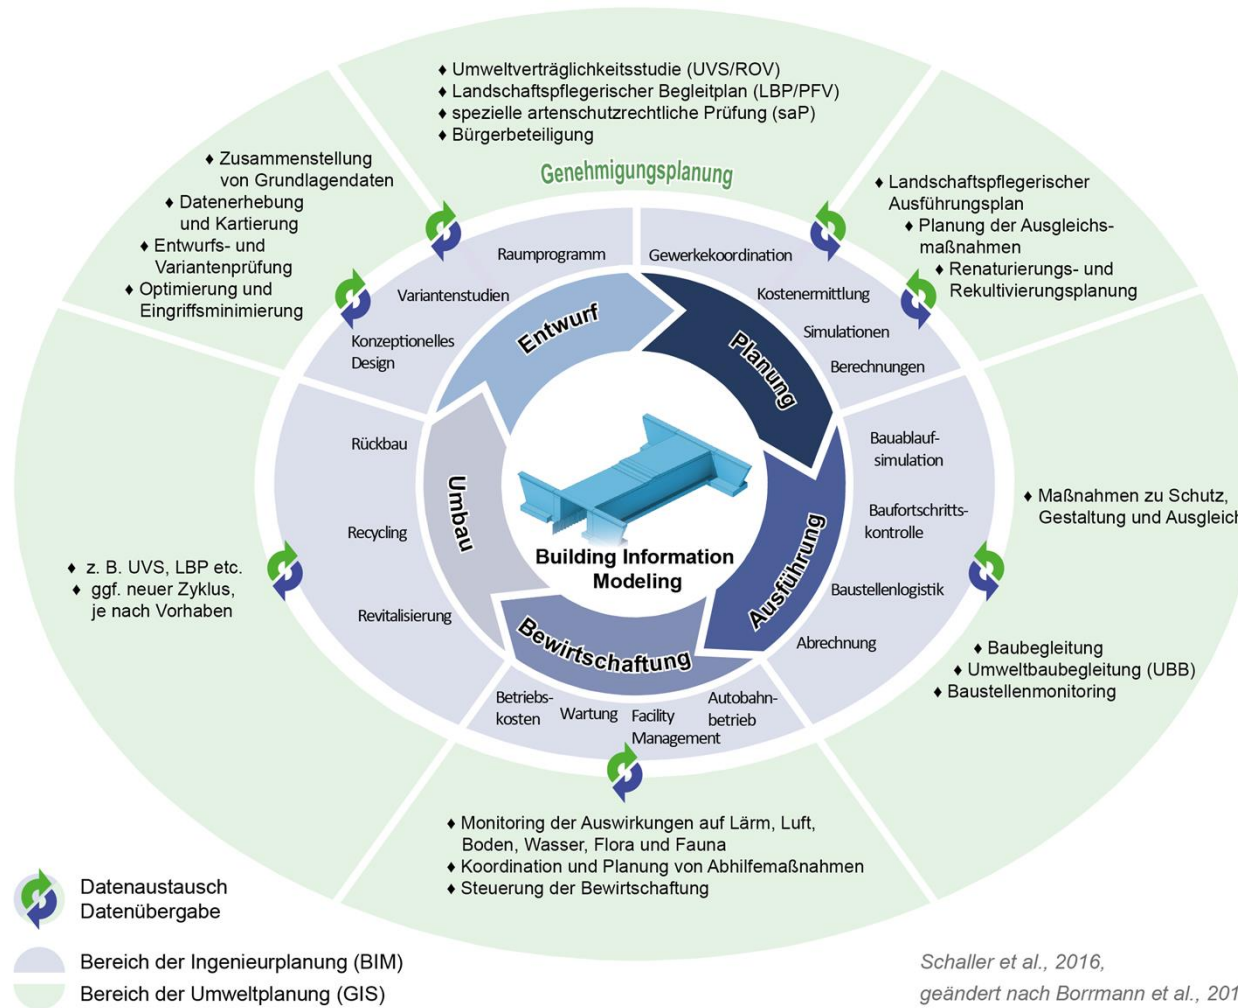 ♦ Umweltverträglichkeitsstudie (UVS/ROV)
♦ Landschaftspflegerischer Begleitplan (LBP/PFV)
♦ spezielle artenschutzrechtliche Prüfung (saP)
♦ Bürgerbeteiligung
Genehmigungsplanung
♦ Zusammenstellung
von Grundlagendaten
♦ Datenerhebung
und Kartierung
♦ Entwurfs- und
Variantenprüfung
♦ Optimierung und
Eingriffsminimierung
♦ Landschaftspflegerischer
Ausführungsplan
♦ Planung der Ausgleichs-
maßnahmen
♦ Renaturierungs- und
Rekultivierungsplanung
Raumprogramm
Variantenstudien
Konzeptionelles
Design
Gewerkekoordination
Kostenermittlung
Simulationen
Berechnungen
Entwurf
Planung
Ausführung
Bewirtschaftung
Umbau
Building Information
Modeling
Rückbau
Recycling
Revitalisierung
Bauablauf-
simulation
Baufortschritts-
kontrolle
Baustellenlogistik
Abrechnung
Betriebs-
kosten
Wartung
Facility
Management
Autobahn-
betrieb
♦ z. B. UVS, LBP etc.
♦ ggf. neuer Zyklus,
je nach Vorhaben
♦ Maßnahmen zu Schutz,
Gestaltung und Ausgleich
♦ Baubegleitung
♦ Umweltbaubegleitung (UBB)
♦ Baustellenmonitoring
♦ Monitoring der Auswirkungen auf Lärm, Luft,
Boden, Wasser, Flora und Fauna
♦ Koordination und Planung von Abhilfemaßnahmen
♦ Steuerung der Bewirtschaftung
Datenaustausch
Datenübergabe
Bereich der Ingenieurplanung (BIM)
Bereich der Umweltplanung (GIS)
Schaller et al., 2016,
geändert nach Borrmann et al.,